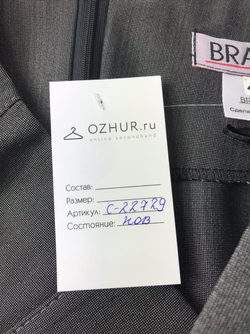 OZHUR.ru
online secondhand
BRA
Состав:
Размер:
Артикул: С-22729
Состояние: нов